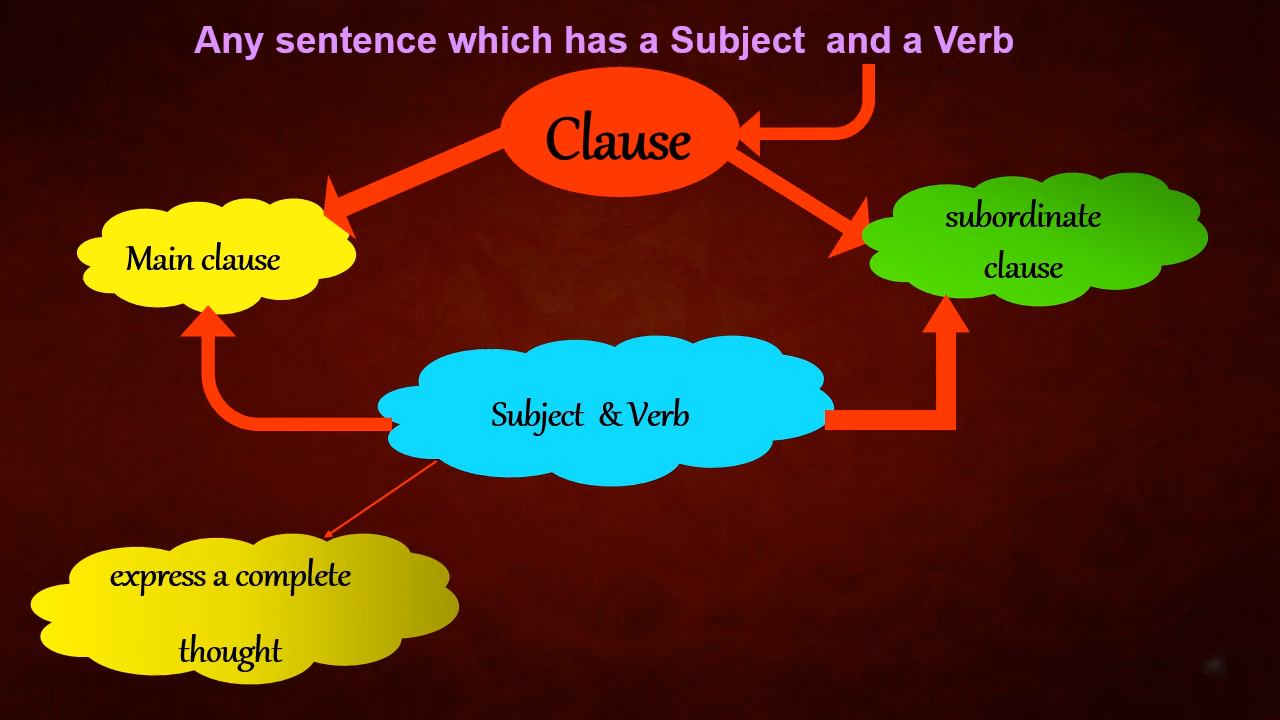 Any sentence which has a Subject and a Verb
Clause
Main clause
subordinate
clause
Subject & Verb
express a complete
thought